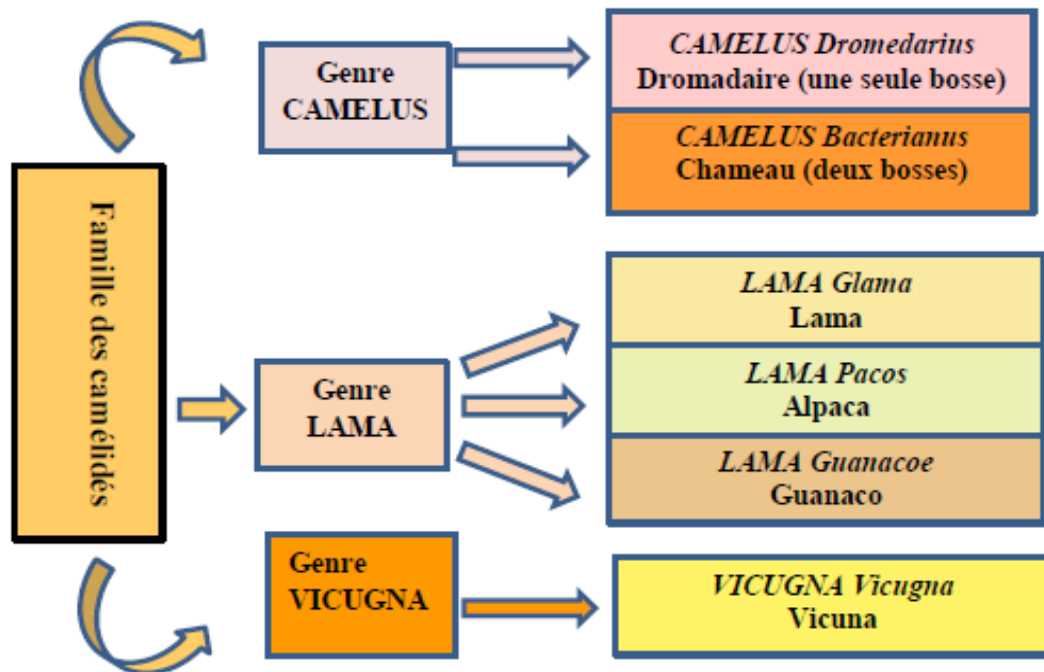 Famille des camélidés
Genre
CAMELUS
CAMELUS Dromedarius
Dromadaire (une seule bosse)
CAMELUS Bacterianus
Chameau (deux bosses)
Genre
LAMA
LAMA Glama
Lama
LAMA Pacos
Alpaca
LAMA Guanacoe
Guanaco
Genre
VICUGNA
VICUGNA Vicugna
Vicuna